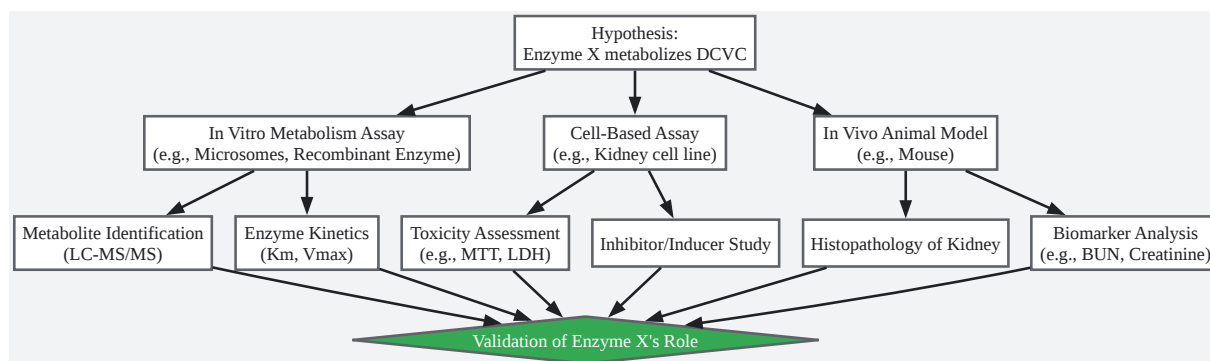 Hypothesis:
Enzyme X metabolizes DCVC
In Vitro Metabolism Assay
(e.g., Microsomes, Recombinant Enzyme)
Cell-Based Assay
(e.g., Kidney cell line)
In Vivo Animal Model
(e.g., Mouse)
Metabolite Identification
(LC-MS/MS)
Enzyme Kinetics
(Km, Vmax)
Toxicity Assessment
(e.g., MTT, LDH)
Inhibitor/Inducer Study
Histopathology of Kidney
Biomarker Analysis
(e.g., BUN, Creatinine)
Validation of Enzyme X's Role